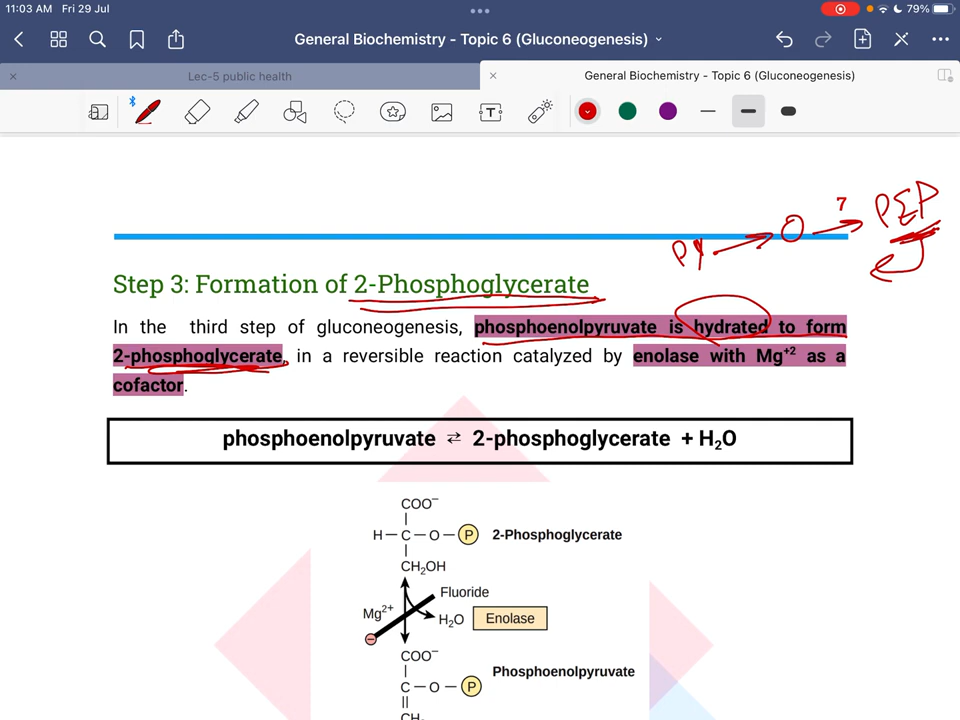 11:03 AM Fri 29 Jul
79%
General Biochemistry - Topic 6 (Gluconeogenesis)
Lec-5 public health
General Biochemistry - Topic 6 (Gluconeogenesis)
PY → O → 7 PEP
Step 3: Formation of 2-Phosphoglycerate
In the third step of gluconeogenesis, phosphoenolpyruvate is hydrated to form
2-phosphoglycerate, in a reversible reaction catalyzed by enolase with Mg+2 as a
cofactor.
phosphoenolpyruvate ⇄ 2-phosphoglycerate + H₂O
COO⁻
H—C—O—P 2-Phosphoglycerate
CH₂OH
Fluoride
Mg²⁺
H₂O Enolase
COO⁻
Phosphoenolpyruvate
C—O—P